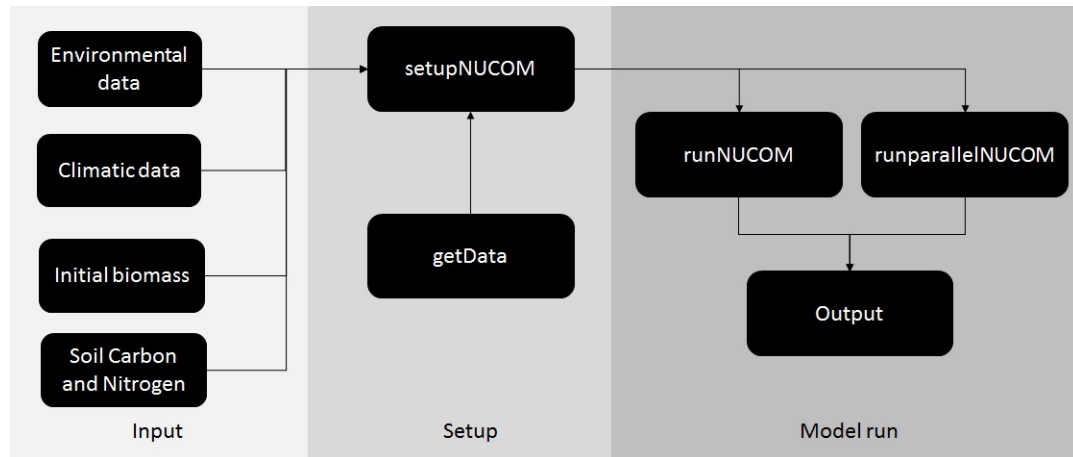 Environmental
data
Climatic data
Initial biomass
Soil Carbon
and Nitrogen
Input
setupNUCOM
getData
Setup
runNUCOM
runparallelNUCOM
Output
Model run